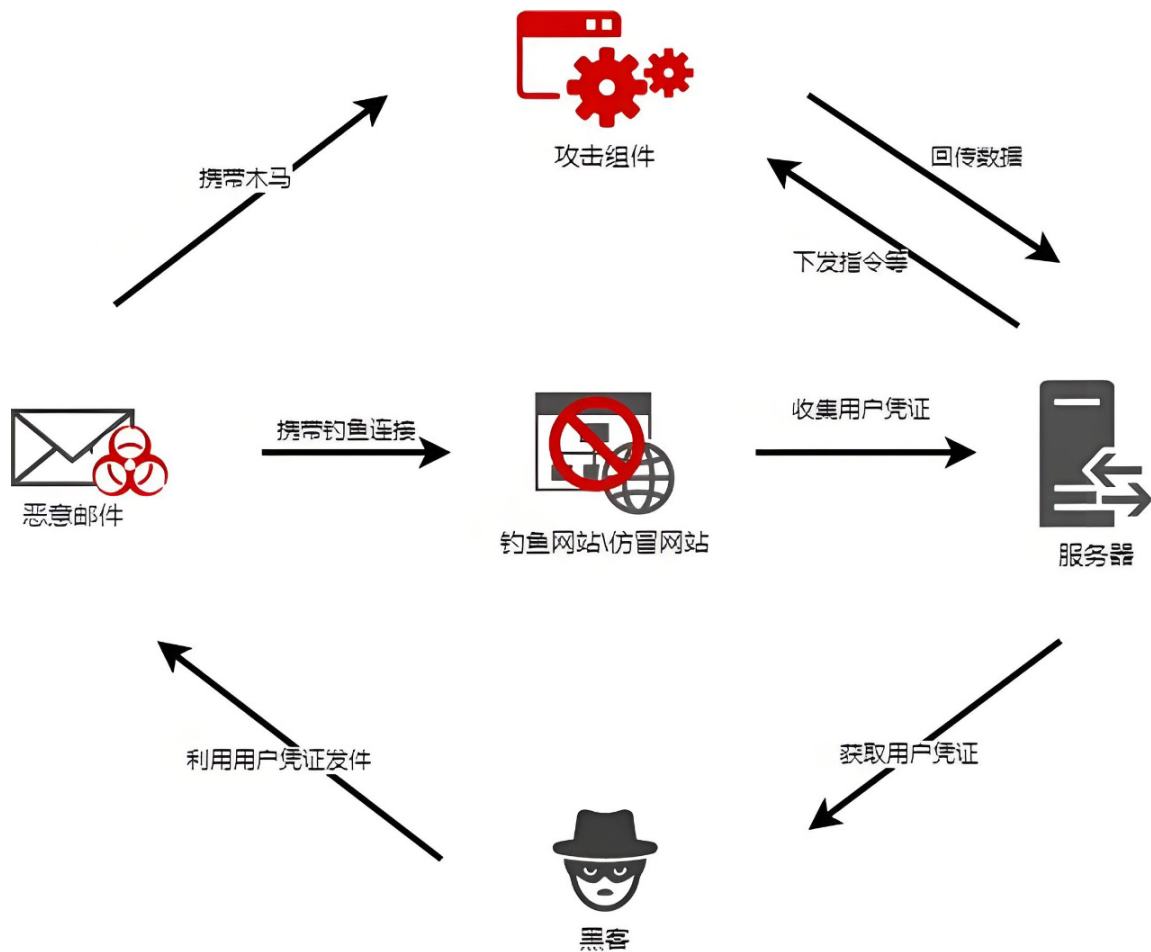 攻击组件
携带木马
回传数据
下发指令等
携带钓鱼连接
收集用户凭证
恶意邮件
钓鱼网站\仿冒网站
服务器
利用用户凭证发件
获取用户凭证
黑客